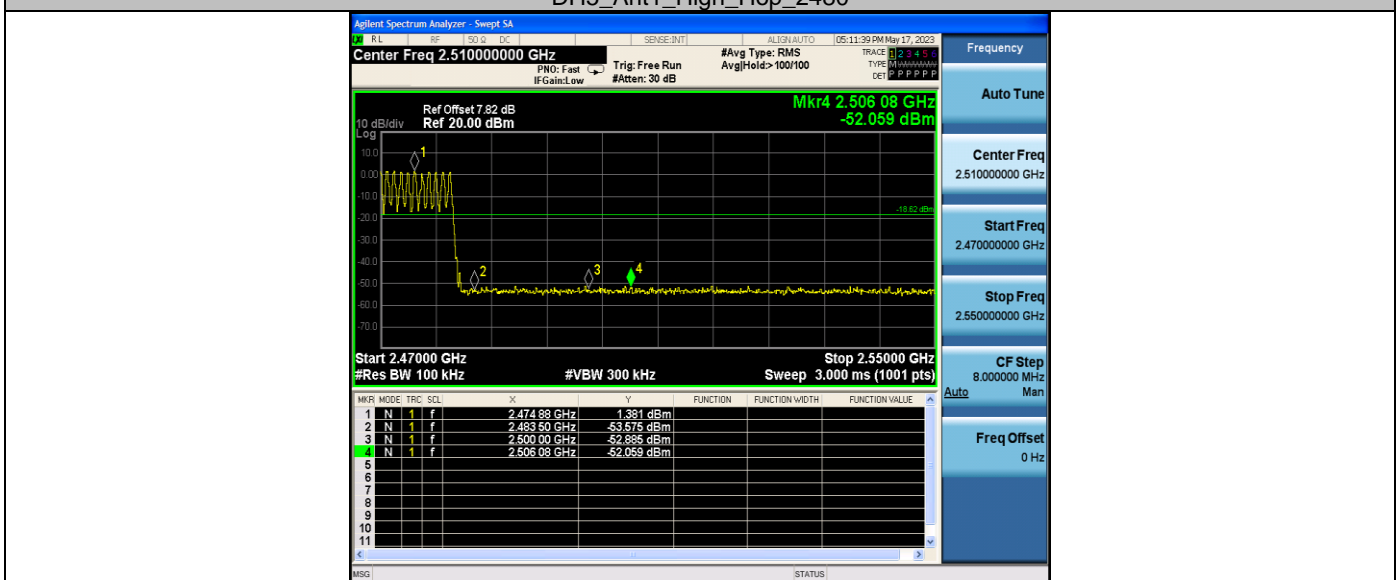 DH5_Ant1_High_Hop_2480
Agilent Spectrum Analyzer - Swept SA
RL RF 50 Ω DC SENSE:INT ALIGNAUTO 05:11:39 PM May 17, 2023
Center Freq 2.510000000 GHz
PNO: Fast
IFGain:Low
Trig: Free Run
#Atten: 30 dB
#Avg Type: RMS
Avg|Hold:>100/100
TRACE 1 2 3 4 5 6
TYPE M
DET P P P P P P
Ref Offset 7.82 dB
10 dB/div Ref 20.00 dBm
Log
Mkr4 2.506 08 GHz
-52.059 dBm
10.0
0.00
-10.0
-20.0
-30.0
-40.0
-50.0
-60.0
-70.0
1
2
3
4
-18.62 dBm
Start 2.47000 GHz Stop 2.55000 GHz
#Res BW 100 kHz #VBW 300 kHz Sweep 3.000 ms (1001 pts)
MKR MODE TRC SCL X Y FUNCTION FUNCTION WIDTH FUNCTION VALUE
1 N 1 f 2.474 88 GHz 1.381 dBm
2 N 1 f 2.483 50 GHz -53.575 dBm
3 N 1 f 2.500 00 GHz -52.885 dBm
4 N 1 f 2.506 08 GHz -52.059 dBm
5
6
7
8
9
10
11
MSG STATUS
Frequency
Auto Tune
Center Freq
2.510000000 GHz
Start Freq
2.470000000 GHz
Stop Freq
2.550000000 GHz
CF Step
8.000000 MHz
Auto Man
Freq Offset
0 Hz